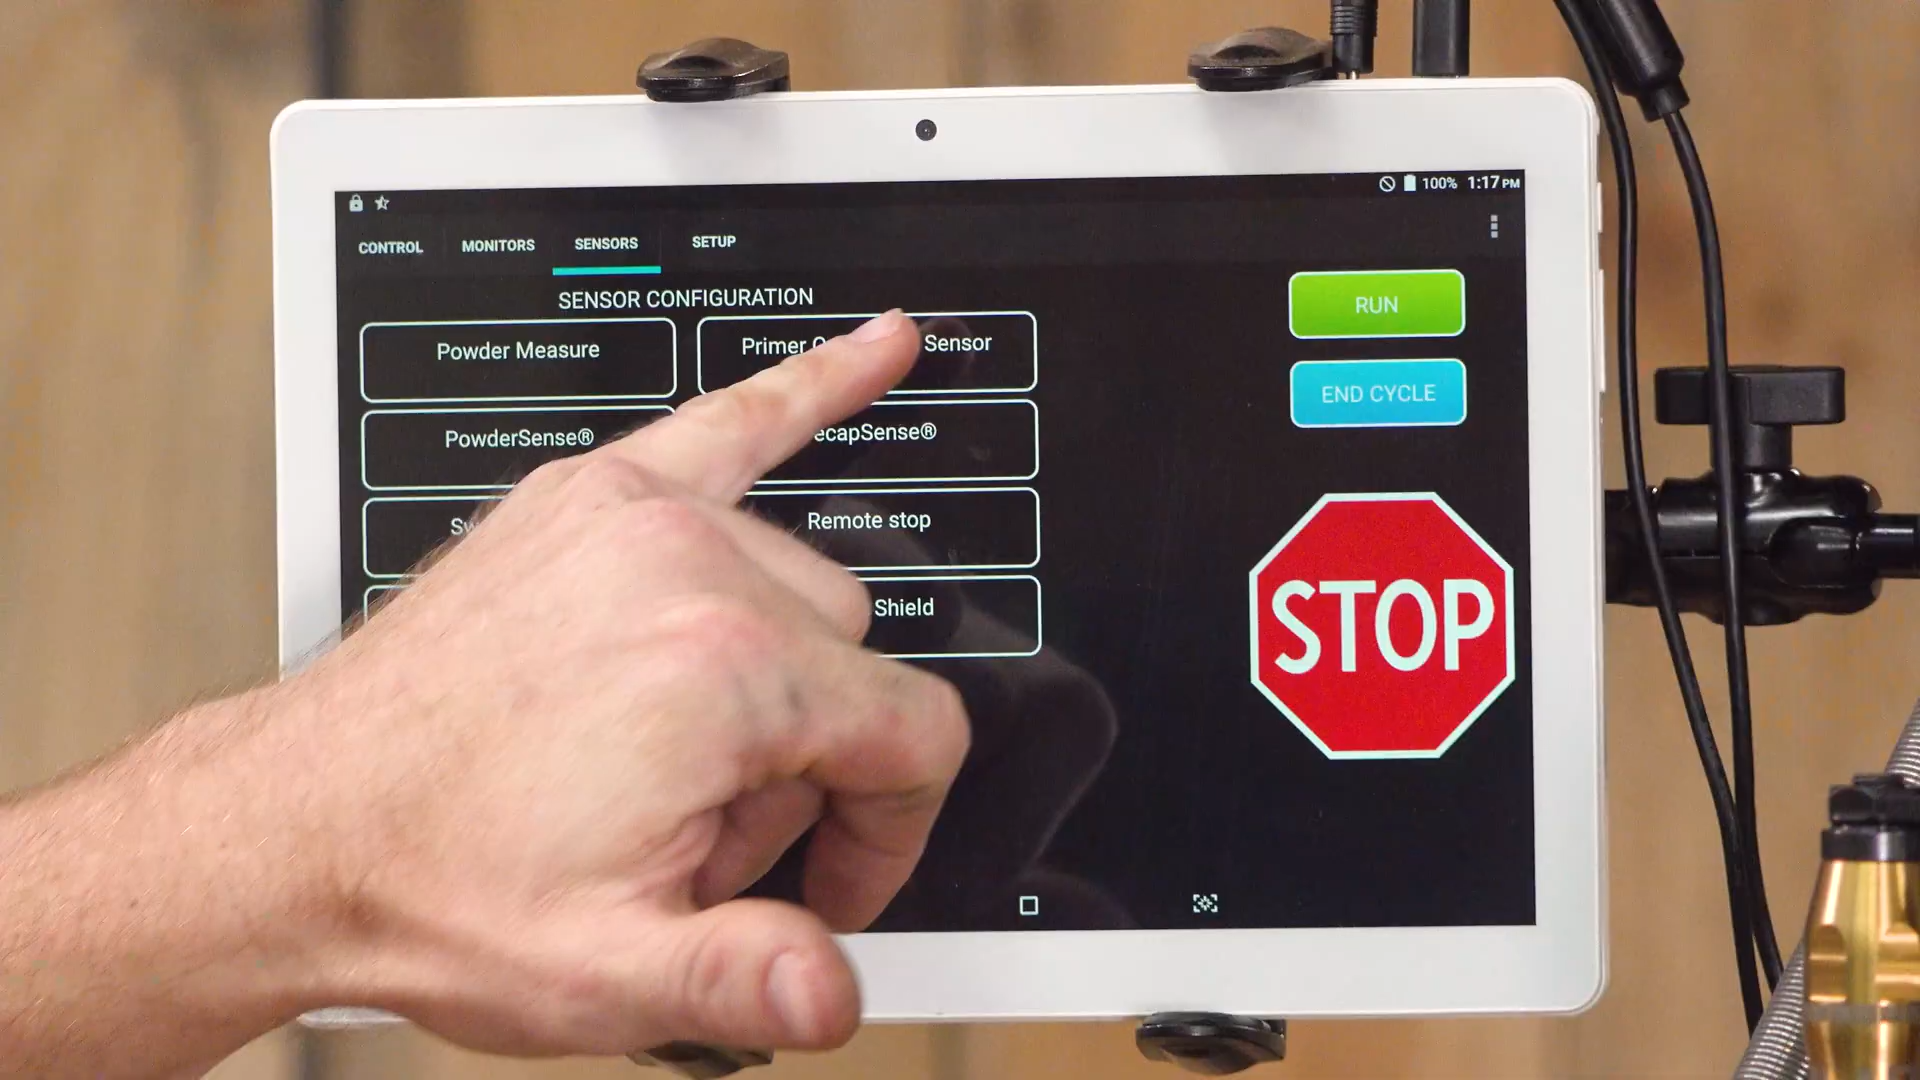 100% 1:17 PM
CONTROL MONITORS SENSORS SETUP
SENSOR CONFIGURATION
Powder Measure
Primer Sensor
PowderSense®
ecapSense®
Remote stop
Shield
RUN
END CYCLE
STOP